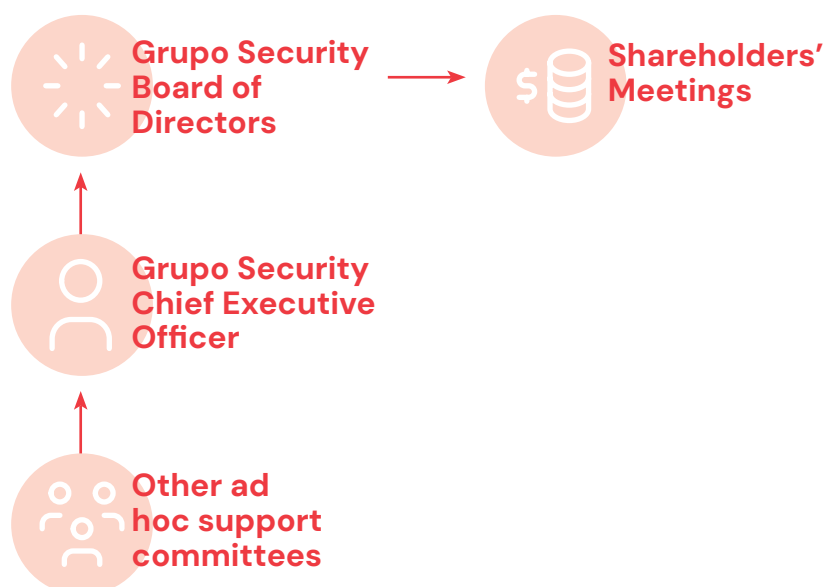 Grupo Security
Board of
Directors
Shareholders’
Meetings
Grupo Security
Chief Executive
Officer
Other ad
hoc support
committees